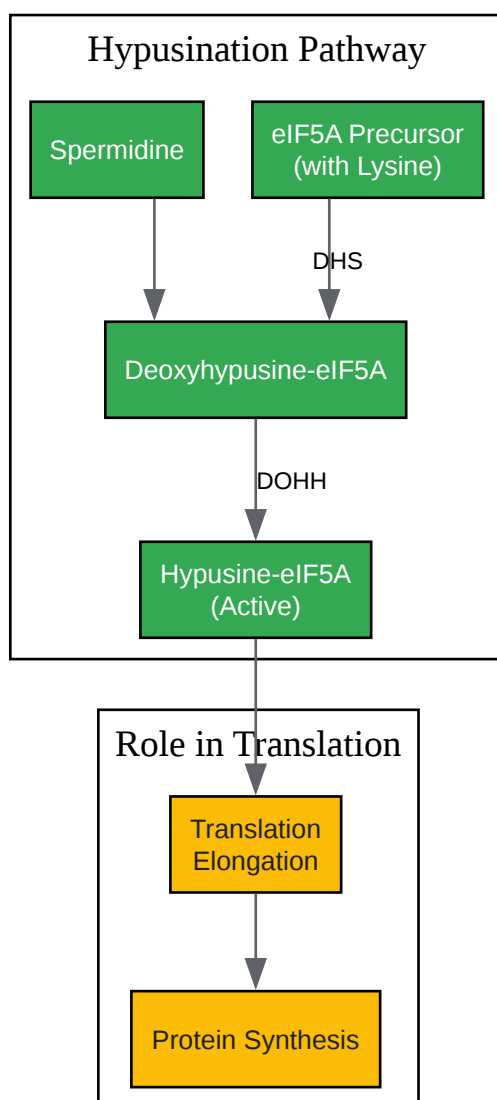 Hypusination Pathway
Spermidine
eIF5A Precursor
(with Lysine)
DHS
Deoxyhypusine-eIF5A
DOHH
Hypusine-eIF5A
(Active)
Role in Translation
Translation
Elongation
Protein Synthesis